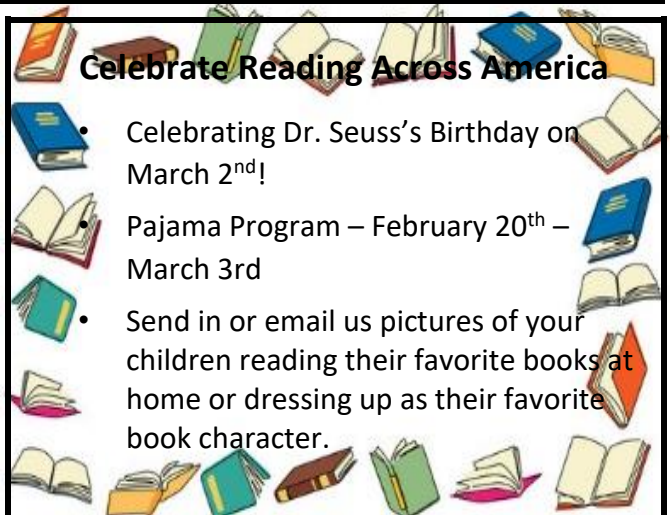 Celebrate Reading Across America
• Celebrating Dr. Seuss’s Birthday on
March 2nd!
• Pajama Program – February 20th –
March 3rd
• Send in or email us pictures of your
children reading their favorite books at
home or dressing up as their favorite
book character.